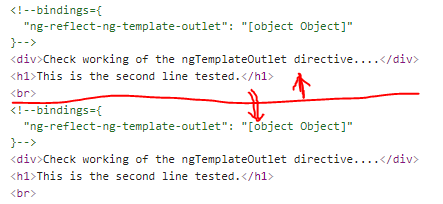 <!--bindings={
  "ng-reflect-ng-template-outlet": "[object Object]"
}-->
<div>Check working of the ngTemplateOutlet directive....</div>
<h1>This is the second line tested.</h1>
<br>
<!--bindings={
  "ng-reflect-ng-template-outlet": "[object Object]"
}-->
<div>Check working of the ngTemplateOutlet directive....</div>
<h1>This is the second line tested.</h1>
<br>